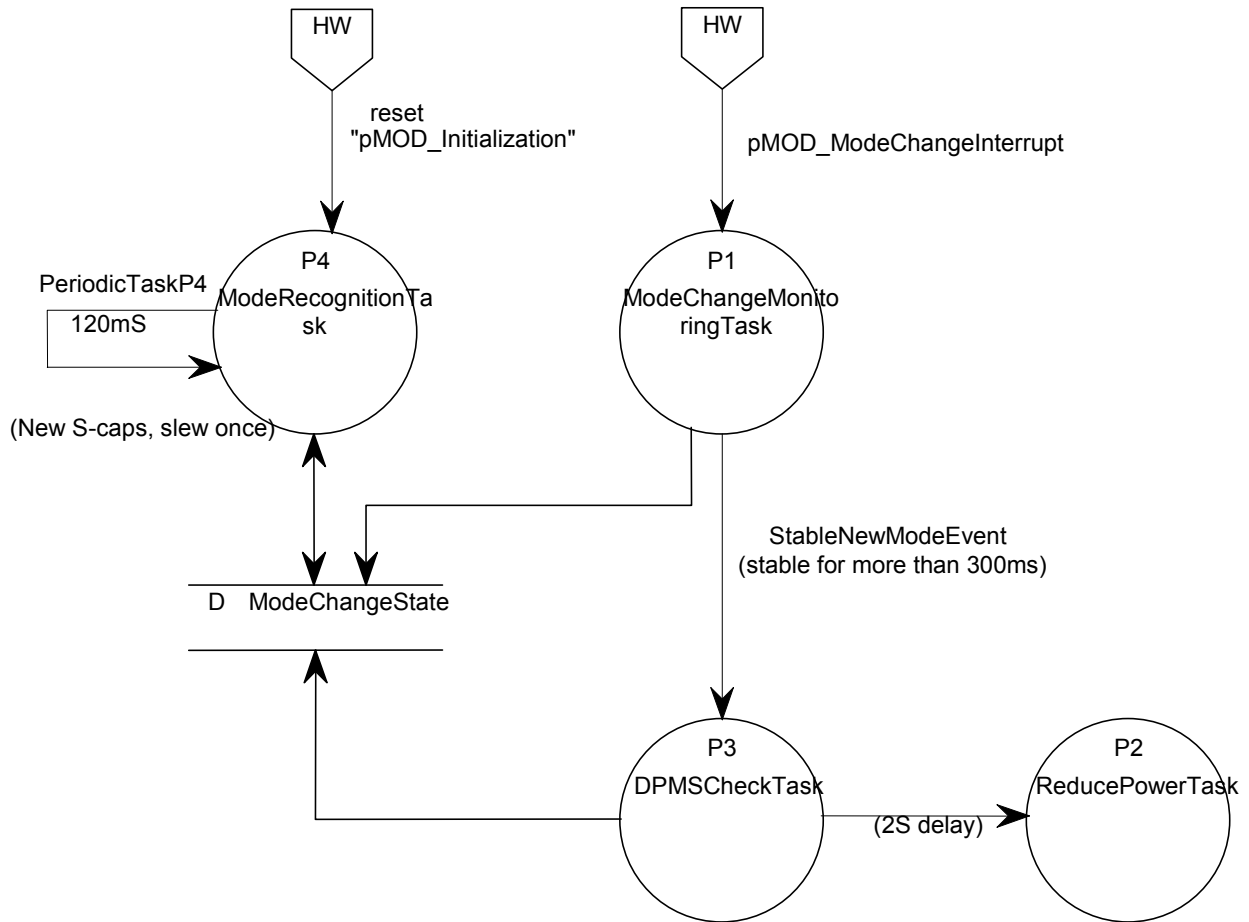 HW
HW
reset
"pMOD_Initialization"
pMOD_ModeChangeInterrupt
P4
ModeRecognitionTa
sk
P1
ModeChangeMonito
ringTask
PeriodicTaskP4
120mS
(New S-caps, slew once)
StableNewModeEvent
(stable for more than 300ms)
D ModeChangeState
P3
DPMSCheckTask
(2S delay)
P2
ReducePowerTask